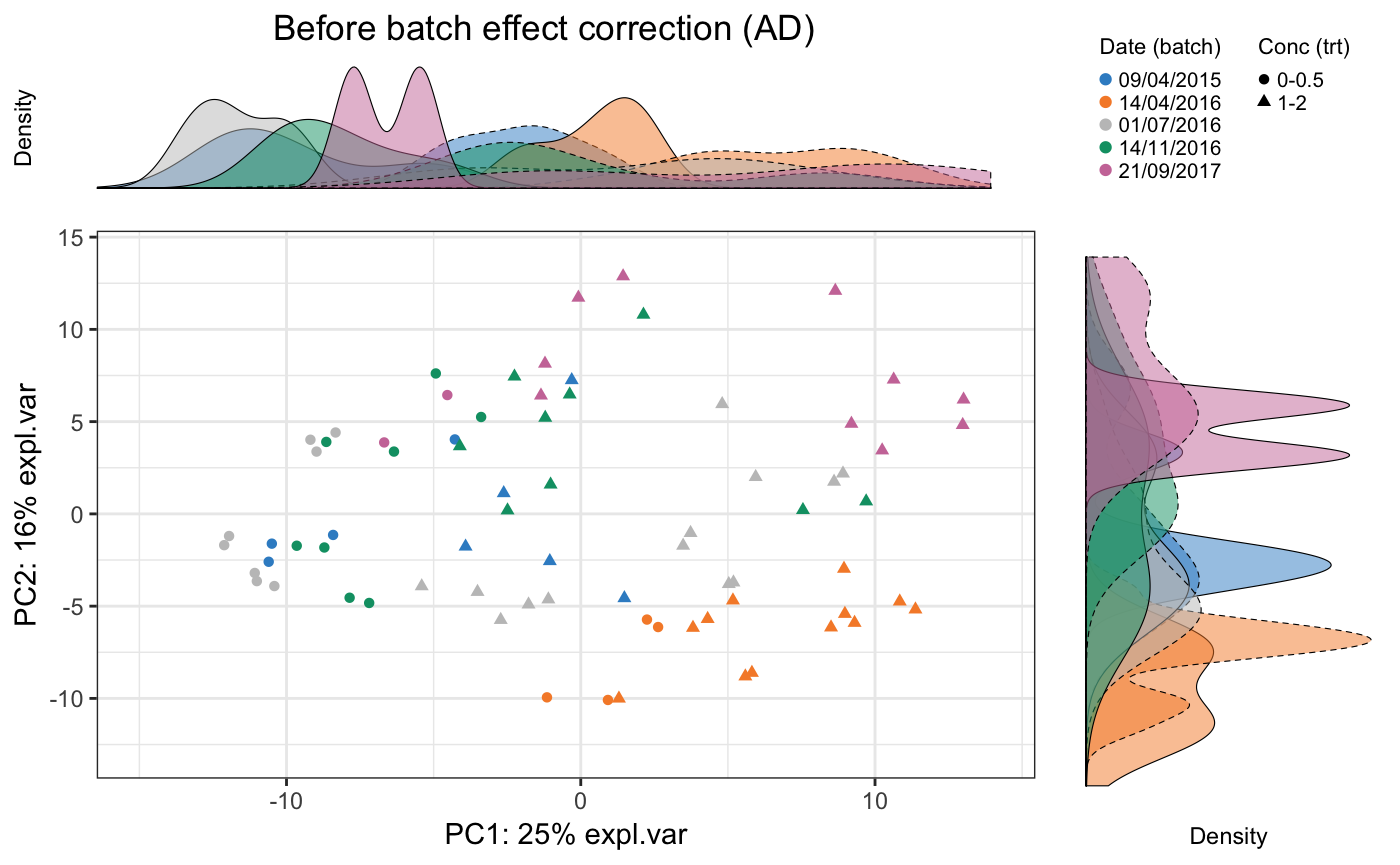 Before batch effect correction (AD)
Density
Date (batch)
09/04/2015
14/04/2016
01/07/2016
14/11/2016
21/09/2017
Conc (trt)
0-0.5
1-2
15
10
5
0
-5
-10
PC2: 16% expl.var
-10
0
10
PC1: 25% expl.var
Density